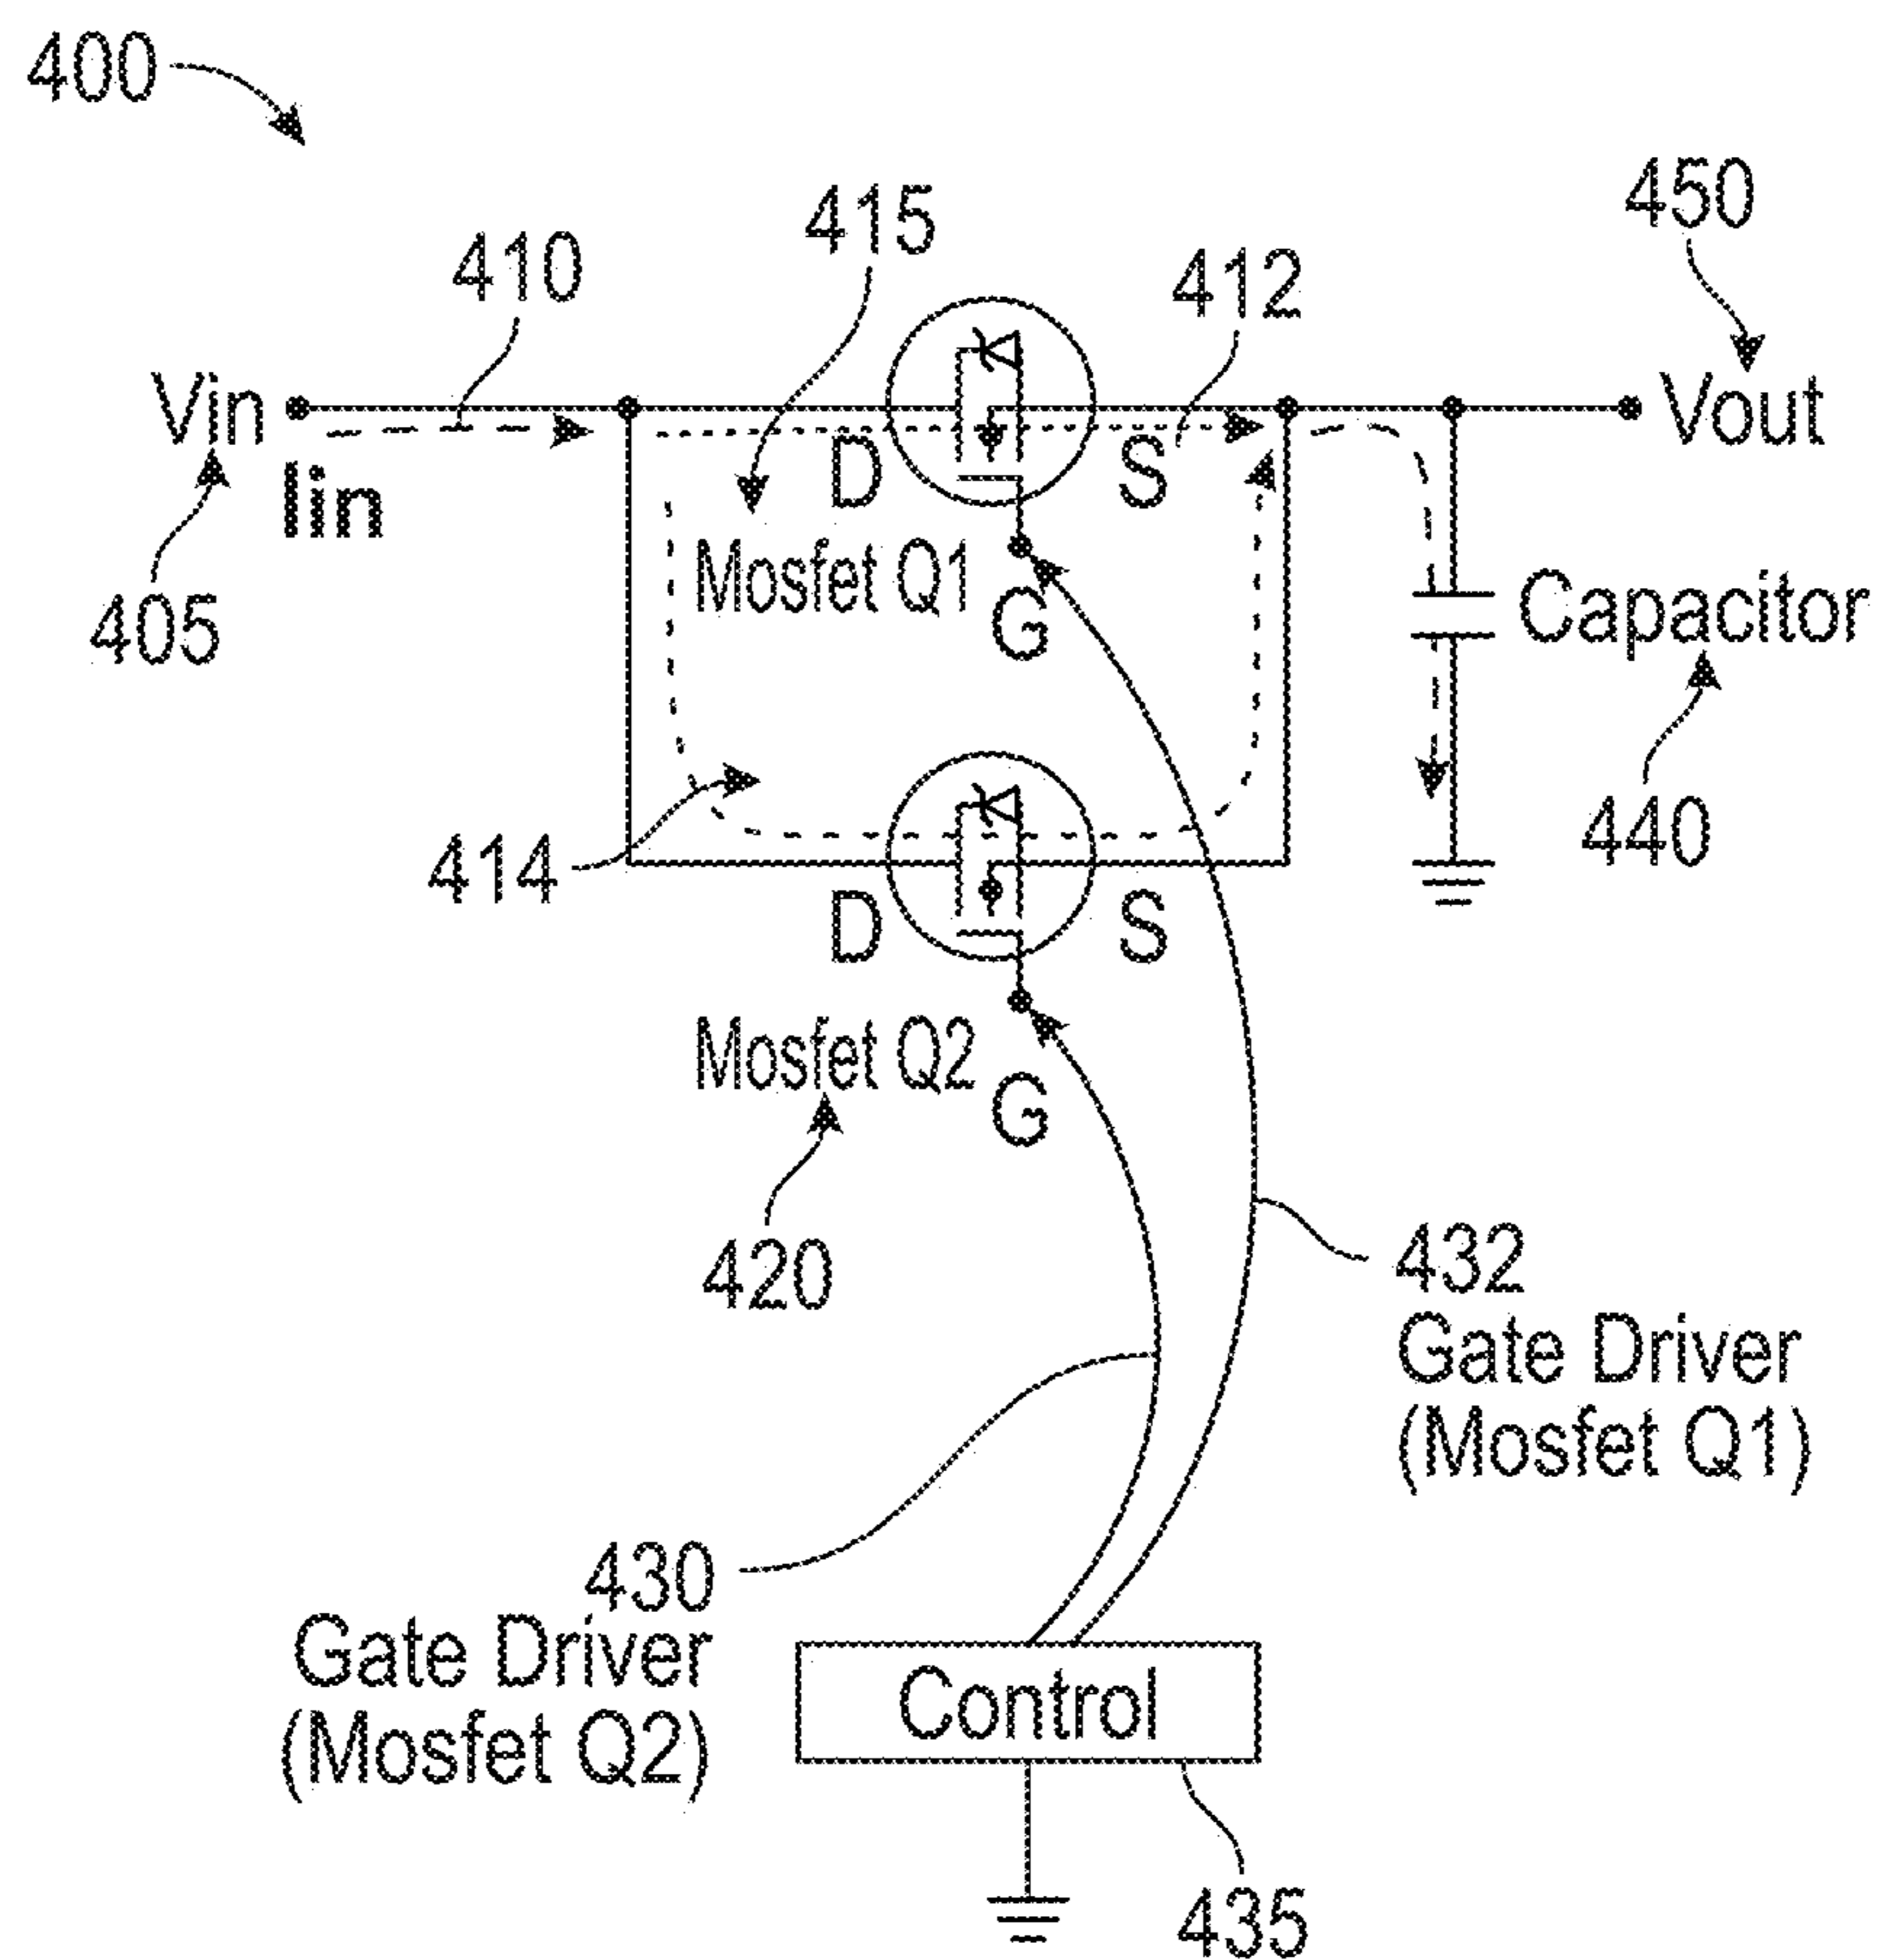 400
450
415
410
412
Vin
Vout
D
S
Iin
Mosfet Q1
G
Capacitor
405
414
440
D
S
Mosfet Q2
G
420
432
Gate Driver
(Mosfet Q1)
430
Gate Driver
(Mosfet Q2)
Control
435